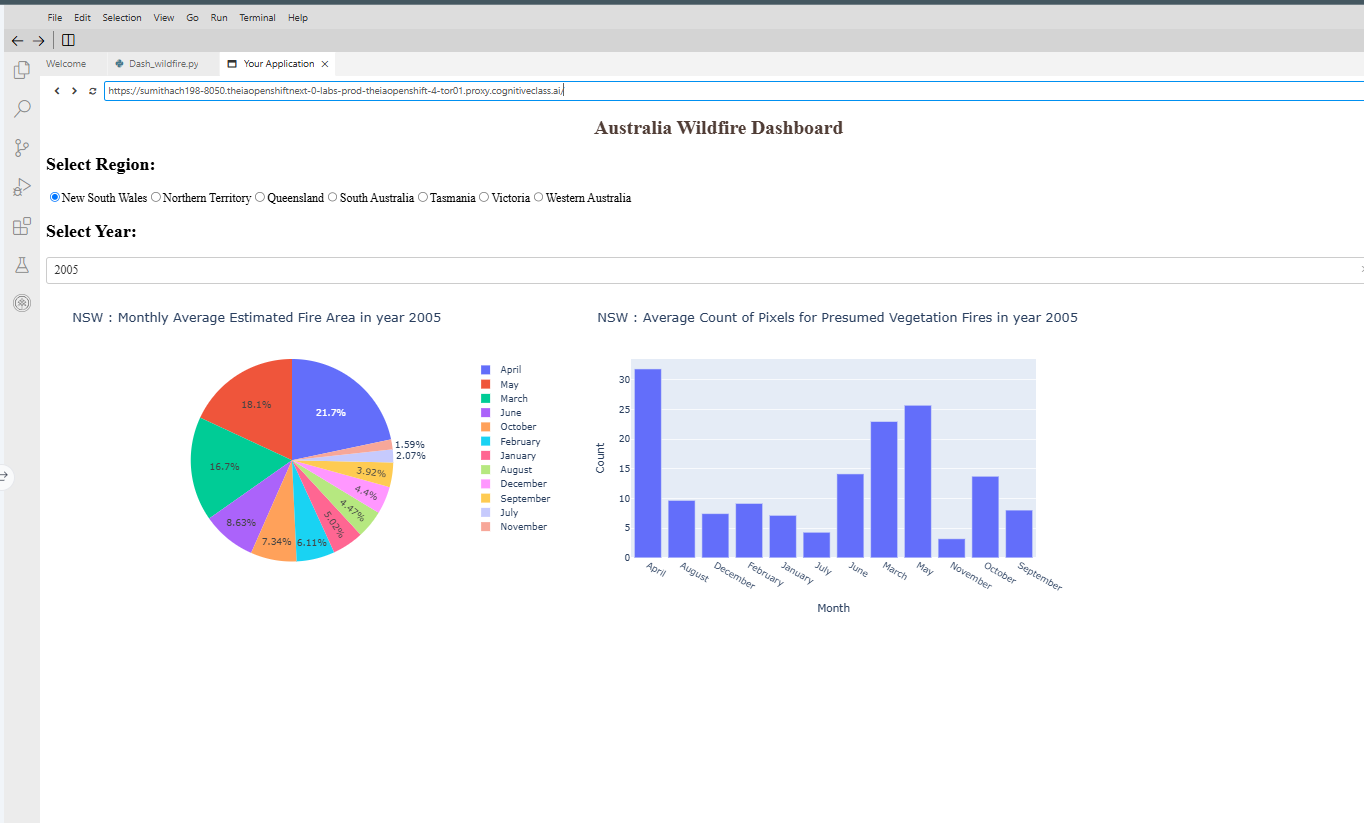 File Edit Selection View Go Run Terminal Help
Welcome Dash_wildfire.py Your Application
https://sumithach198-8050.theiaopenshiftnext-0-labs-prod-theiaopenshift-4-tor01.proxy.cognitiveclass.ai/
Australia Wildfire Dashboard
Select Region:
New South Wales Northern Territory Queensland South Australia Tasmania Victoria Western Australia
Select Year:
2005
NSW : Monthly Average Estimated Fire Area in year 2005
21.7%
1.59%
2.07%
3.92%
4.4%
4.47%
5.02%
6.11%
7.34%
8.63%
16.7%
18.1%
April
May
March
June
October
February
January
August
December
September
July
November
NSW : Average Count of Pixels for Presumed Vegetation Fires in year 2005
Count
30
25
20
15
10
5
0
April August December February January July June March May November October September
Month